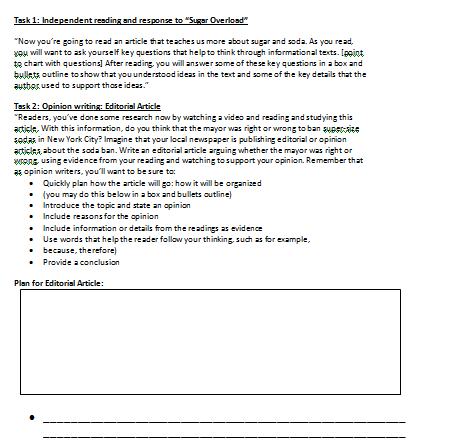 Task 1: Independent reading and response to “Sugar Overload”
“Now you’re going to read an article that teaches us more about sugar and soda. As you read,
you will want to ask yourself key questions that help to think through informational texts. [point
to chart with questions] After reading, you will answer some of these key questions in a box and
bullets outline to show that you understood ideas in the text and some of the key details that the
author used to support those ideas.”
Task 2: Opinion writing: Editorial Article
“Readers, you’ve done some research now by watching a video and reading and studying this
article. With this information, do you think that the mayor was right or wrong to ban super-size
sodas in New York City? Imagine that your local newspaper is publishing editorial or opinion
articles about the soda ban. Write an editorial article arguing whether the mayor was right or
wrong, using evidence from your reading and watching to support your opinion. Remember that
as opinion writers, you’ll want to be sure to:
• Quickly plan how the article will go: how it will be organized
• (you may do this below in a box and bullets outline)
• Introduce the topic and state an opinion
• Include reasons for the opinion
• Include information or details from the readings as evidence
• Use words that help the reader follow your thinking, such as for example,
• because, therefore)
• Provide a conclusion
Plan for Editorial Article: